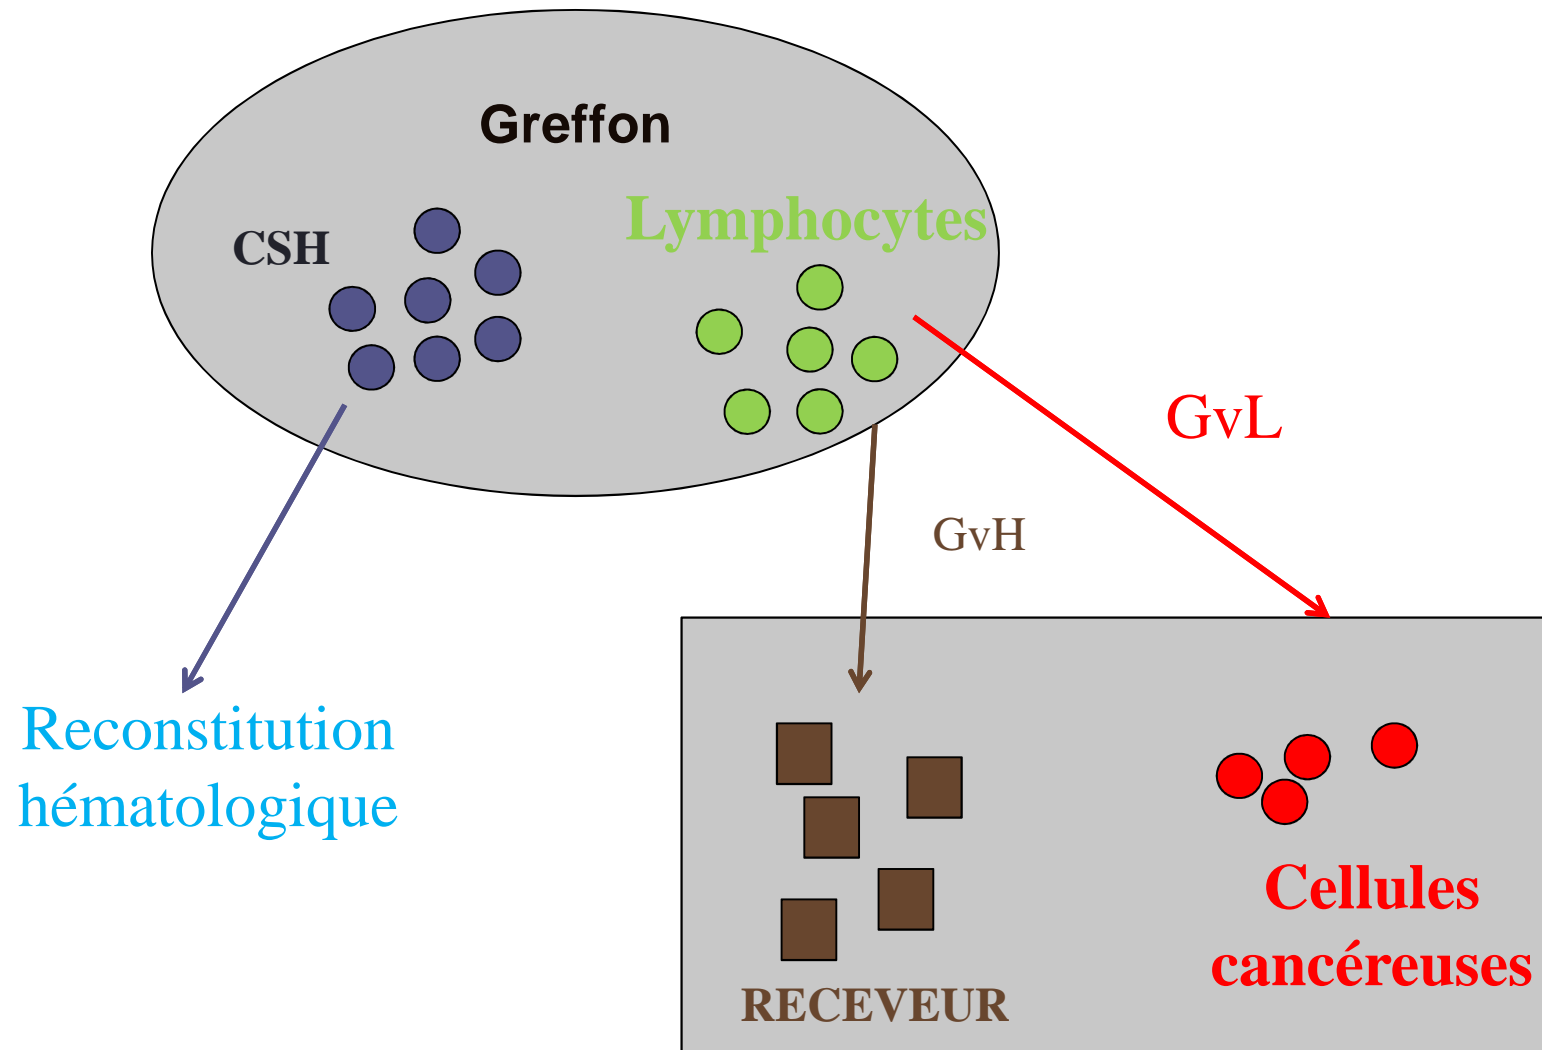 Greffon
Lymphocytes
CSH
GvL
GvH
Reconstitution
hématologique
Cellules
cancéreuses
RECEVEUR